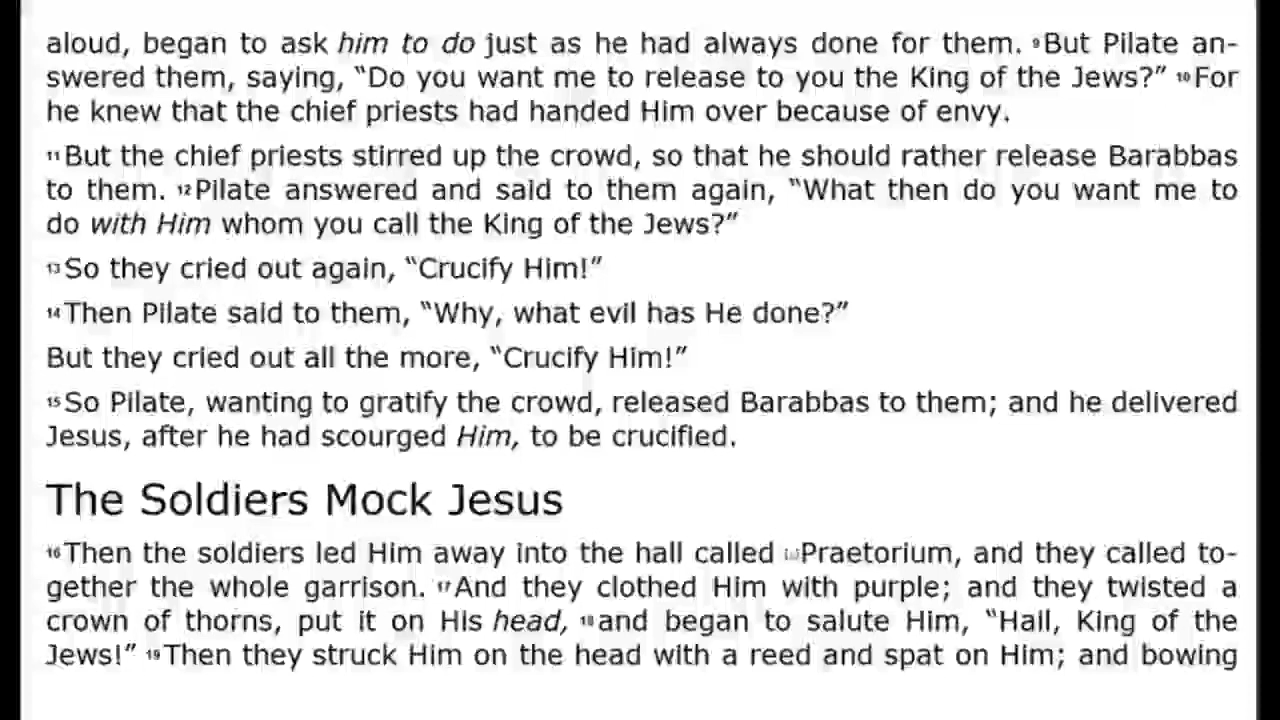 aloud, began to ask him to do just as he had always done for them. 9But Pilate an-
swered them, saying, “Do you want me to release to you the King of the Jews?” 10For
he knew that the chief priests had handed Him over because of envy.
11But the chief priests stirred up the crowd, so that he should rather release Barabbas
to them. 12Pilate answered and said to them again, “What then do you want me to
do with Him whom you call the King of the Jews?”
13So they cried out again, “Crucify Him!”
14Then Pilate said to them, “Why, what evil has He done?”
But they cried out all the more, “Crucify Him!”
15So Pilate, wanting to gratify the crowd, released Barabbas to them; and he delivered
Jesus, after he had scourged Him, to be crucified.
The Soldiers Mock Jesus
16Then the soldiers led Him away into the hall called Praetorium, and they called to-
gether the whole garrison. 17And they clothed Him with purple; and they twisted a
crown of thorns, put it on His head, 18and began to salute Him, “Hail, King of the
Jews!” 19Then they struck Him on the head with a reed and spat on Him; and bowing